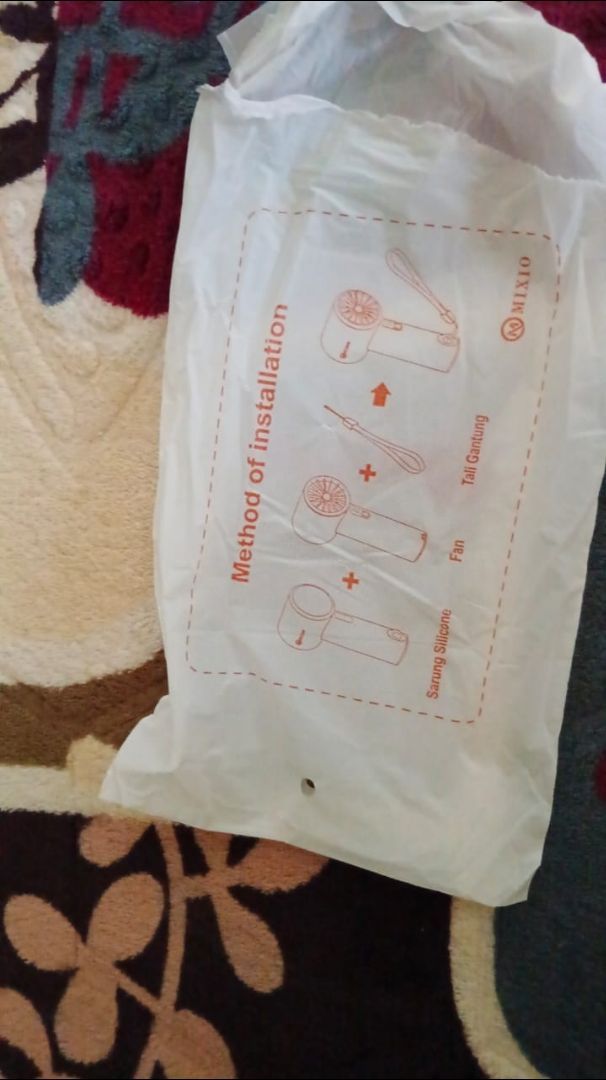 Method of installation
Sarung Silicone
Fan
Tali Gantung
MIXIO